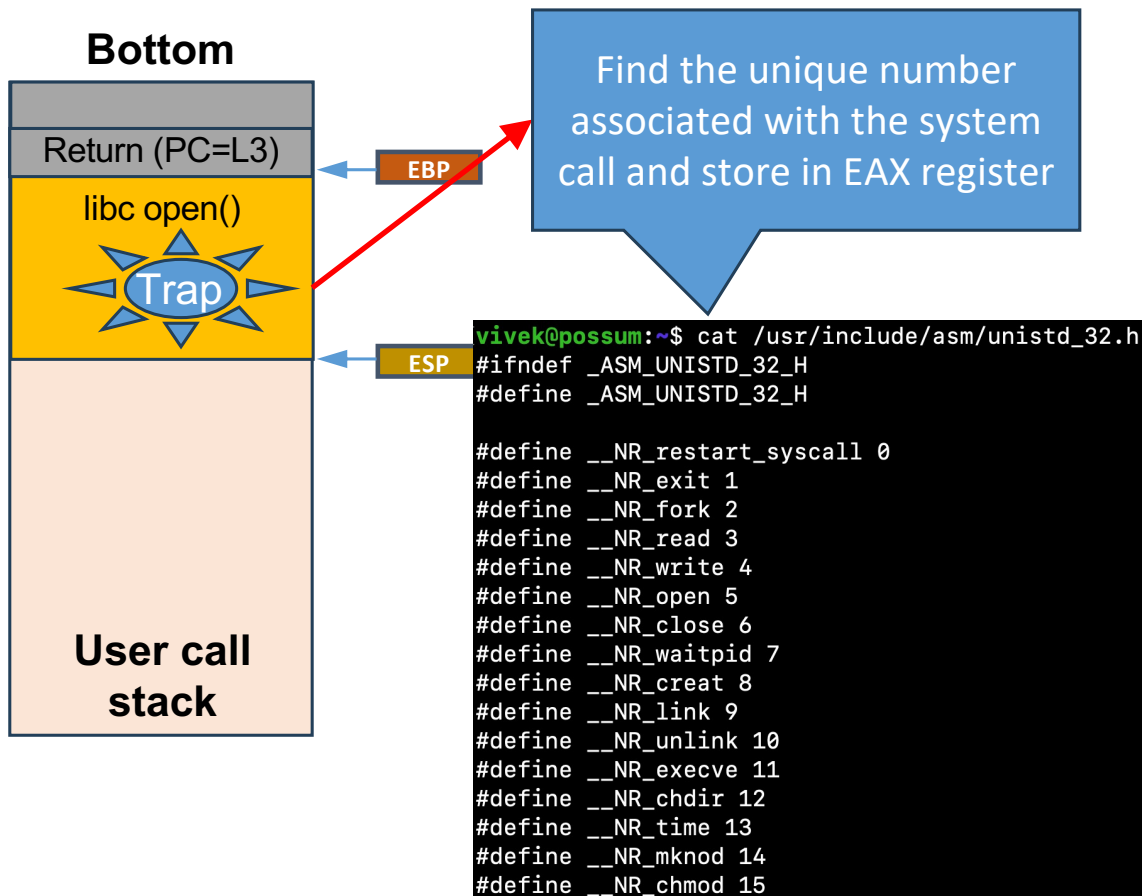 Bottom
Return (PC=L3)
libc open()
Trap
User call
stack
EBP
ESP
Find the unique number
associated with the system
call and store in EAX register
vivek@possum:~$ cat /usr/include/asm/unistd_32.h
#ifndef _ASM_UNISTD_32_H
#define _ASM_UNISTD_32_H

#define __NR_restart_syscall 0
#define __NR_exit 1
#define __NR_fork 2
#define __NR_read 3
#define __NR_write 4
#define __NR_open 5
#define __NR_close 6
#define __NR_waitpid 7
#define __NR_creat 8
#define __NR_link 9
#define __NR_unlink 10
#define __NR_execve 11
#define __NR_chdir 12
#define __NR_time 13
#define __NR_mknod 14
#define __NR_chmod 15